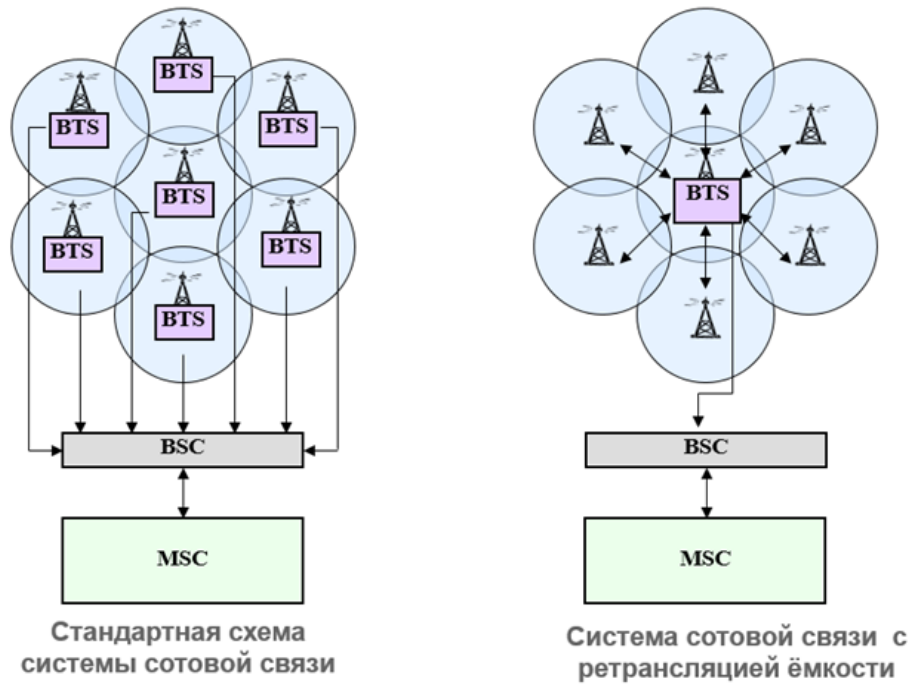 BTS
BTS
BTS
BTS
BTS
BTS
BTS
BSC
MSC
Стандартная схема
системы сотовой связи
BTS
BSC
MSC
Система сотовой связи с
ретрансляцией ёмкости